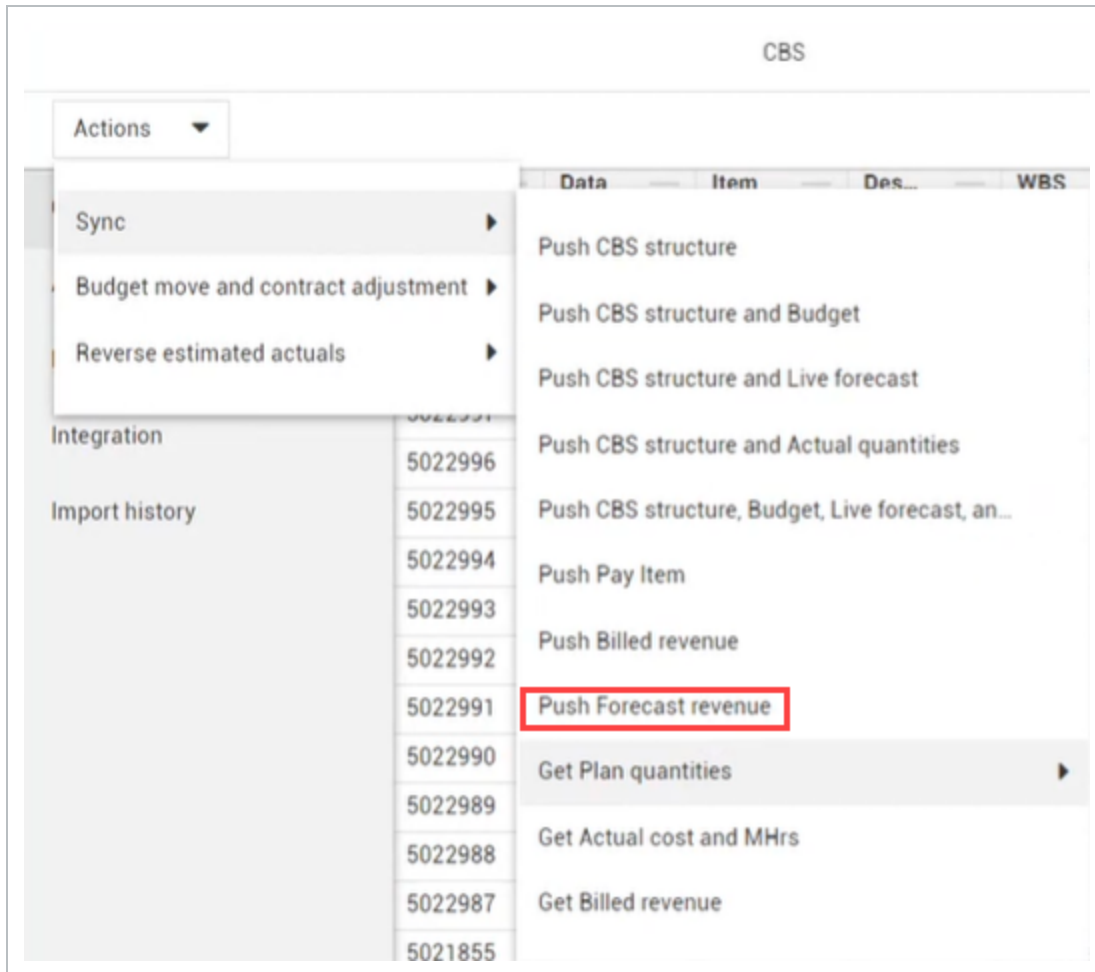 CBS
Actions
Data Item Des... WBS
Sync
Budget move and contract adjustment
Reverse estimated actuals
Integration
Import history
Push CBS structure
Push CBS structure and Budget
Push CBS structure and Live forecast
Push CBS structure and Actual quantities
Push CBS structure, Budget, Live forecast, an...
Push Pay Item
Push Billed revenue
Push Forecast revenue
Get Plan quantities
Get Actual cost and MHrs
Get Billed revenue
5022996
5022995
5022994
5022993
5022992
5022991
5022990
5022989
5022988
5022987
5021855